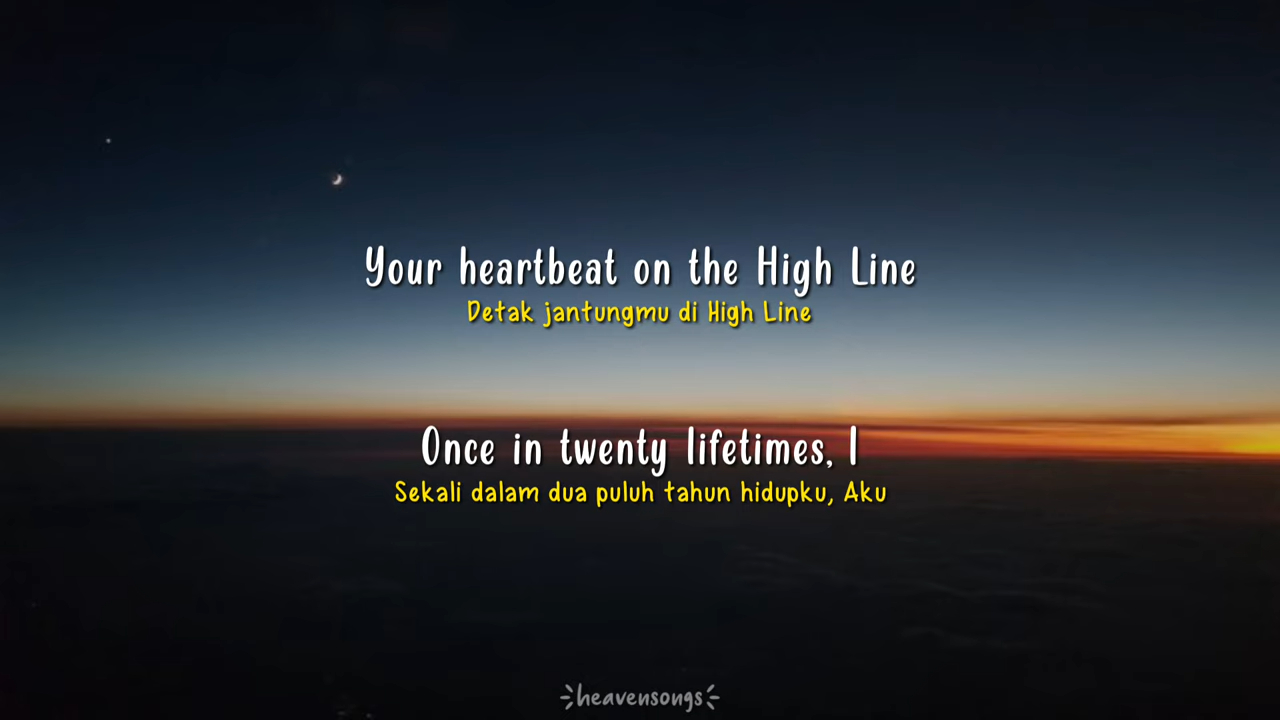 Your heartbeat on the High Line
Detak jantungmu di High Line
Once in twenty lifetimes, I
Sekali dalam dua puluh tahun hidupku, Aku
heavensongs